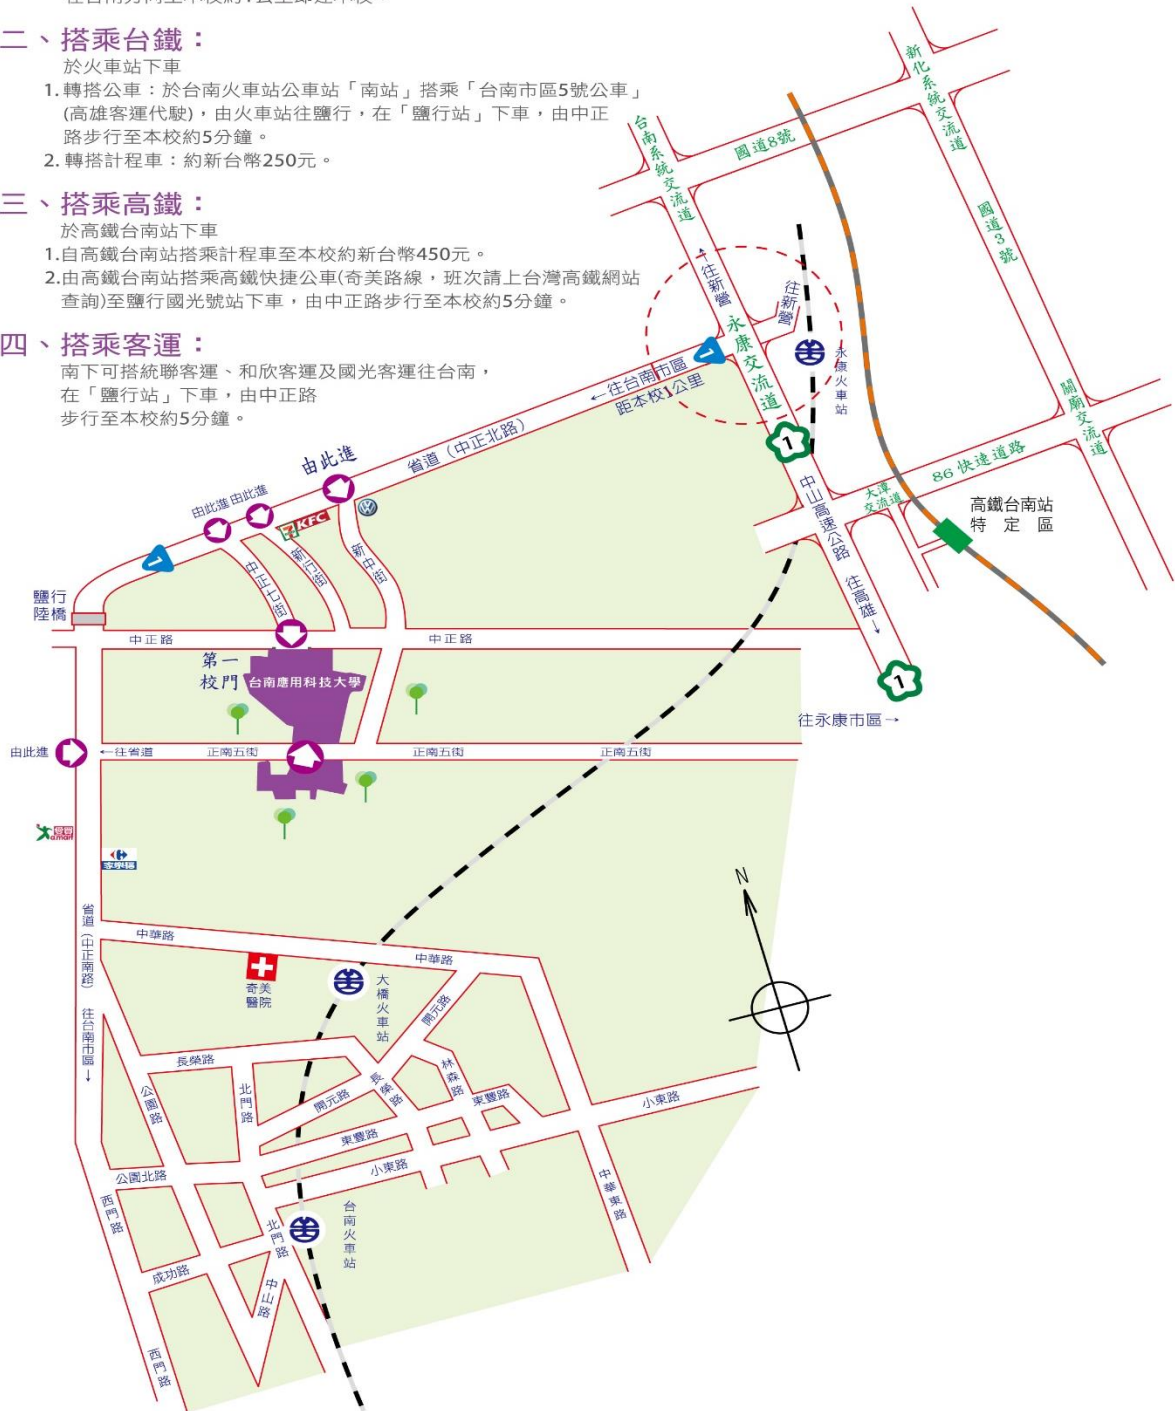 二、搭乘台鐵：
於火車站下車
1.轉搭公車：於台南火車站公車站「南站」搭乘「台南市區5號公車」
(高雄客運代駛)，由火車站往鹽行，在「鹽行站」下車，由中正
路步行至本校約5分鐘。
2.轉搭計程車：約新台幣250元。
三、搭乘高鐵：
於高鐵台南站下車
1.自高鐵台南站搭乘計程車至本校約新台幣450元。
2.由高鐵台南站搭乘高鐵快捷公車(奇美路線，班次請上台灣高鐵網站
查詢)至鹽行國光號站下車，由中正路步行至本校約5分鐘。
四、搭乘客運：
南下可搭統聯客運、和欣客運及國光客運往台南，
在「鹽行站」下車，由中正路
步行至本校約5分鐘。
新化系統交流道
台南系統交流道
國道8號
國道3號
←往新營
往新營
永康交流道
永康火車站
1
←往台南市區
距本校1公里
省道（中正北路）
1
關廟交流道
86 快速道路
大潭
交流道
高鐵台南站
特定區
中山高速公路
往高雄→
1
往永康市區→
由此進
由此進
由此進
KFC
7
新行街
新中街
中正七街
1
鹽行
陸橋
中正路
中正路
第一
校門
台南應用科技大學
由此進
←往省道
正南五街
正南五街
正南五街
a.mart
家樂福
省道（中正南路）
往台南市區→
中華路
中華路
奇美
醫院
大橋火車站
開元路
N
長榮路
公園路
北門路
開元路
長榮路
林森路
東豐路
東豐路
小東路
小東路
公園北路
西門路
中華東路
台南火車站
北門路
成功路
中山路
西門路